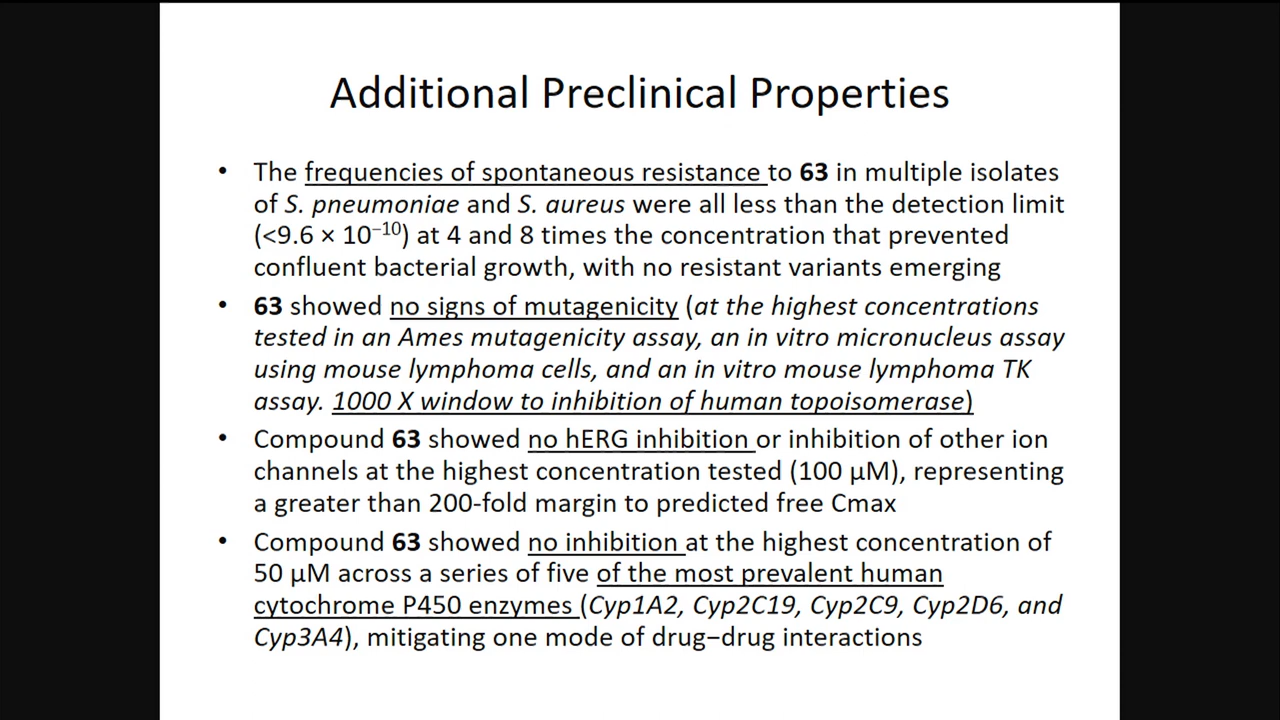 Additional Preclinical Properties
• The frequencies of spontaneous resistance to 63 in multiple isolates
of S. pneumoniae and S. aureus were all less than the detection limit
(<9.6 × 10⁻¹⁰) at 4 and 8 times the concentration that prevented
confluent bacterial growth, with no resistant variants emerging
• 63 showed no signs of mutagenicity (at the highest concentrations
tested in an Ames mutagenicity assay, an in vitro micronucleus assay
using mouse lymphoma cells, and an in vitro mouse lymphoma TK
assay. 1000 X window to inhibition of human topoisomerase)
• Compound 63 showed no hERG inhibition or inhibition of other ion
channels at the highest concentration tested (100 μM), representing
a greater than 200-fold margin to predicted free Cmax
• Compound 63 showed no inhibition at the highest concentration of
50 μM across a series of five of the most prevalent human
cytochrome P450 enzymes (Cyp1A2, Cyp2C19, Cyp2C9, Cyp2D6, and
Cyp3A4), mitigating one mode of drug−drug interactions